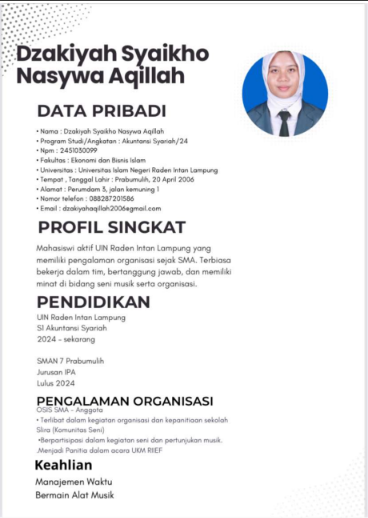 Dzakiyah Syaikho
Nasywa Aqillah
DATA PRIBADI
• Nama : Dzakiyah Syaikho Nasywa Aqillah
• Program Studi/Angkatan : Akuntansi Syariah/24
• Npm : 2451030099
• Fakultas : Ekonomi dan Bisnis Islam
• Universitas : Universitas Islam Negeri Raden Intan Lampung
• Tempat , Tanggal Lahir : Prabumulih, 20 April 2006
• Alamat : Perumdam 3, jalan kemuning 1
• Nomor telefon : 088287201586
• Email : dzakiyahaqillah2006@gmail.com
PROFIL SINGKAT
Mahasiswi aktif UIN Raden Intan Lampung yang
memiliki pengalaman organisasi sejak SMA. Terbiasa
bekerja dalam tim, bertanggung jawab, dan memiliki
minat di bidang seni musik serta organisasi.
PENDIDIKAN
UIN Raden Intan Lampung
S1 Akuntansi Syariah
2024 - sekarang
SMAN 7 Prabumulih
Jurusan IPA
Lulus 2024
PENGALAMAN ORGANISASI
OSIS SMA - Anggota
• Terlibat dalam kegiatan organisasi dan kepanitiaan sekolah
Slira (Komunitas Seni)
•Berpartisipasi dalam kegiatan seni dan pertunjukan musik.
.Menjadi Panitia dalam acara UKM RIIEF
Keahlian
Manajemen Waktu
Bermain Alat Musik